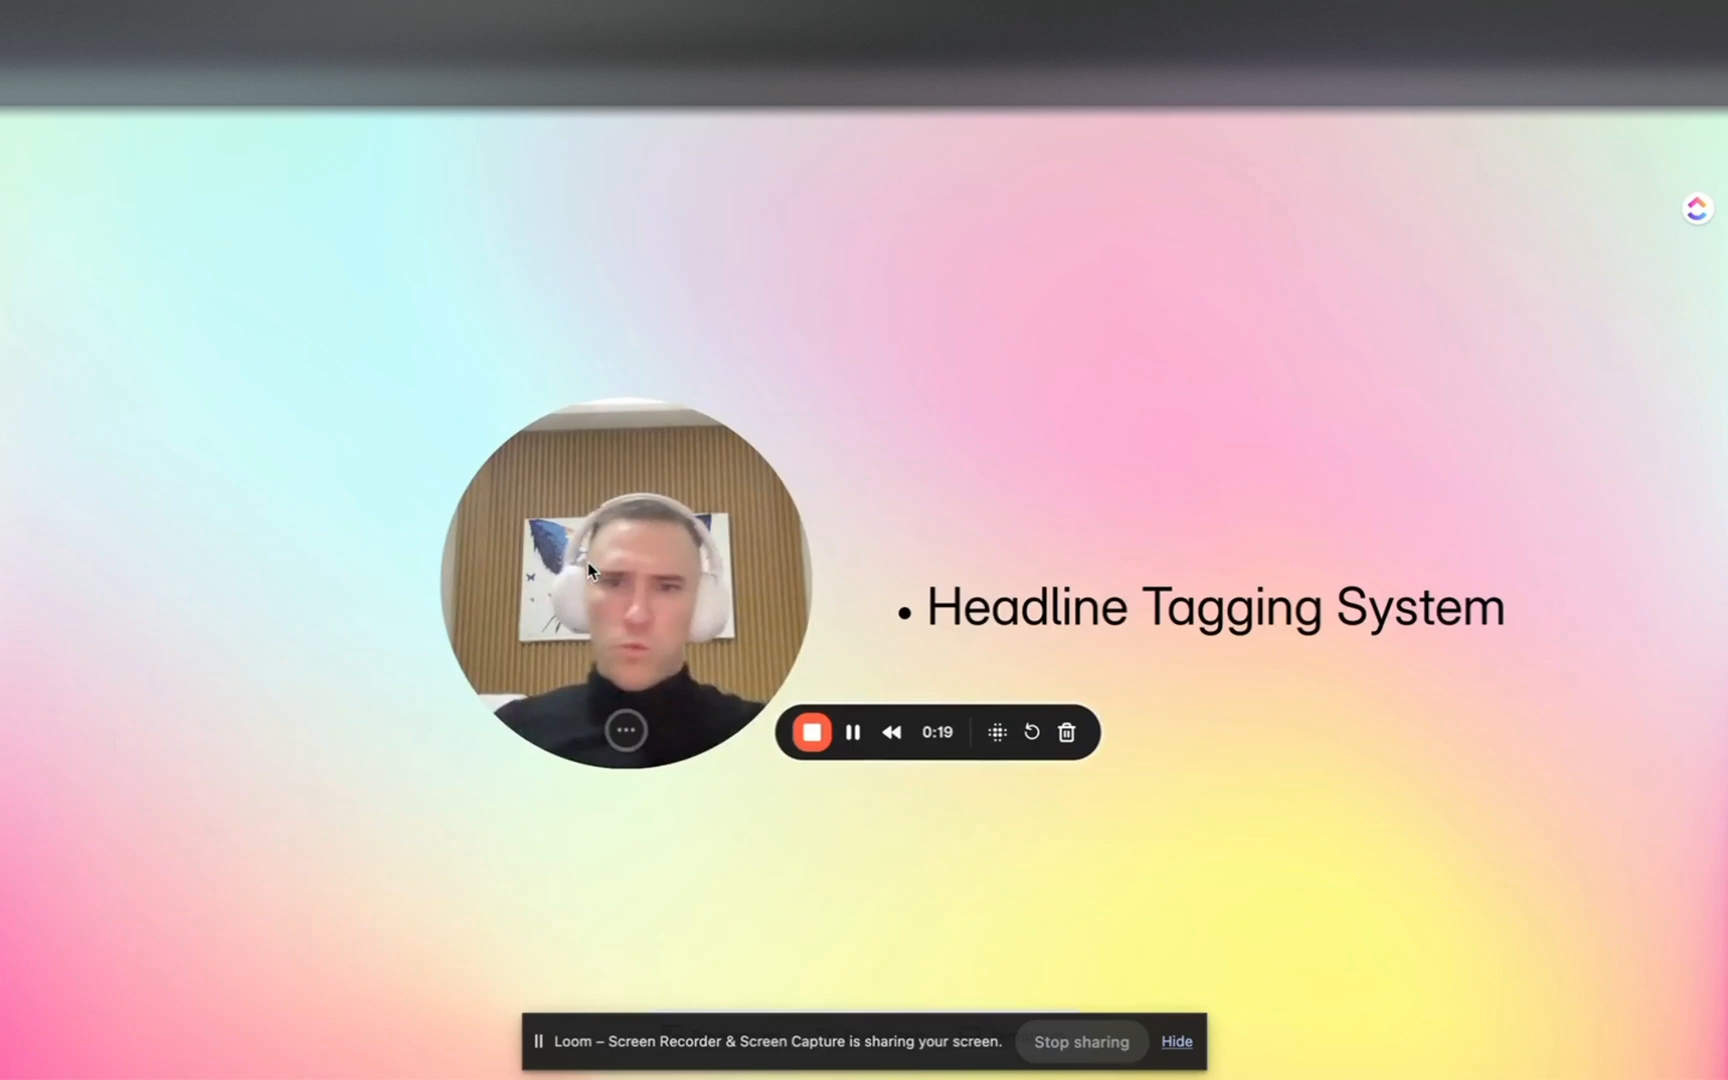 • Headline Tagging System
0:19
Loom – Screen Recorder & Screen Capture is sharing your screen. Stop sharing Hide